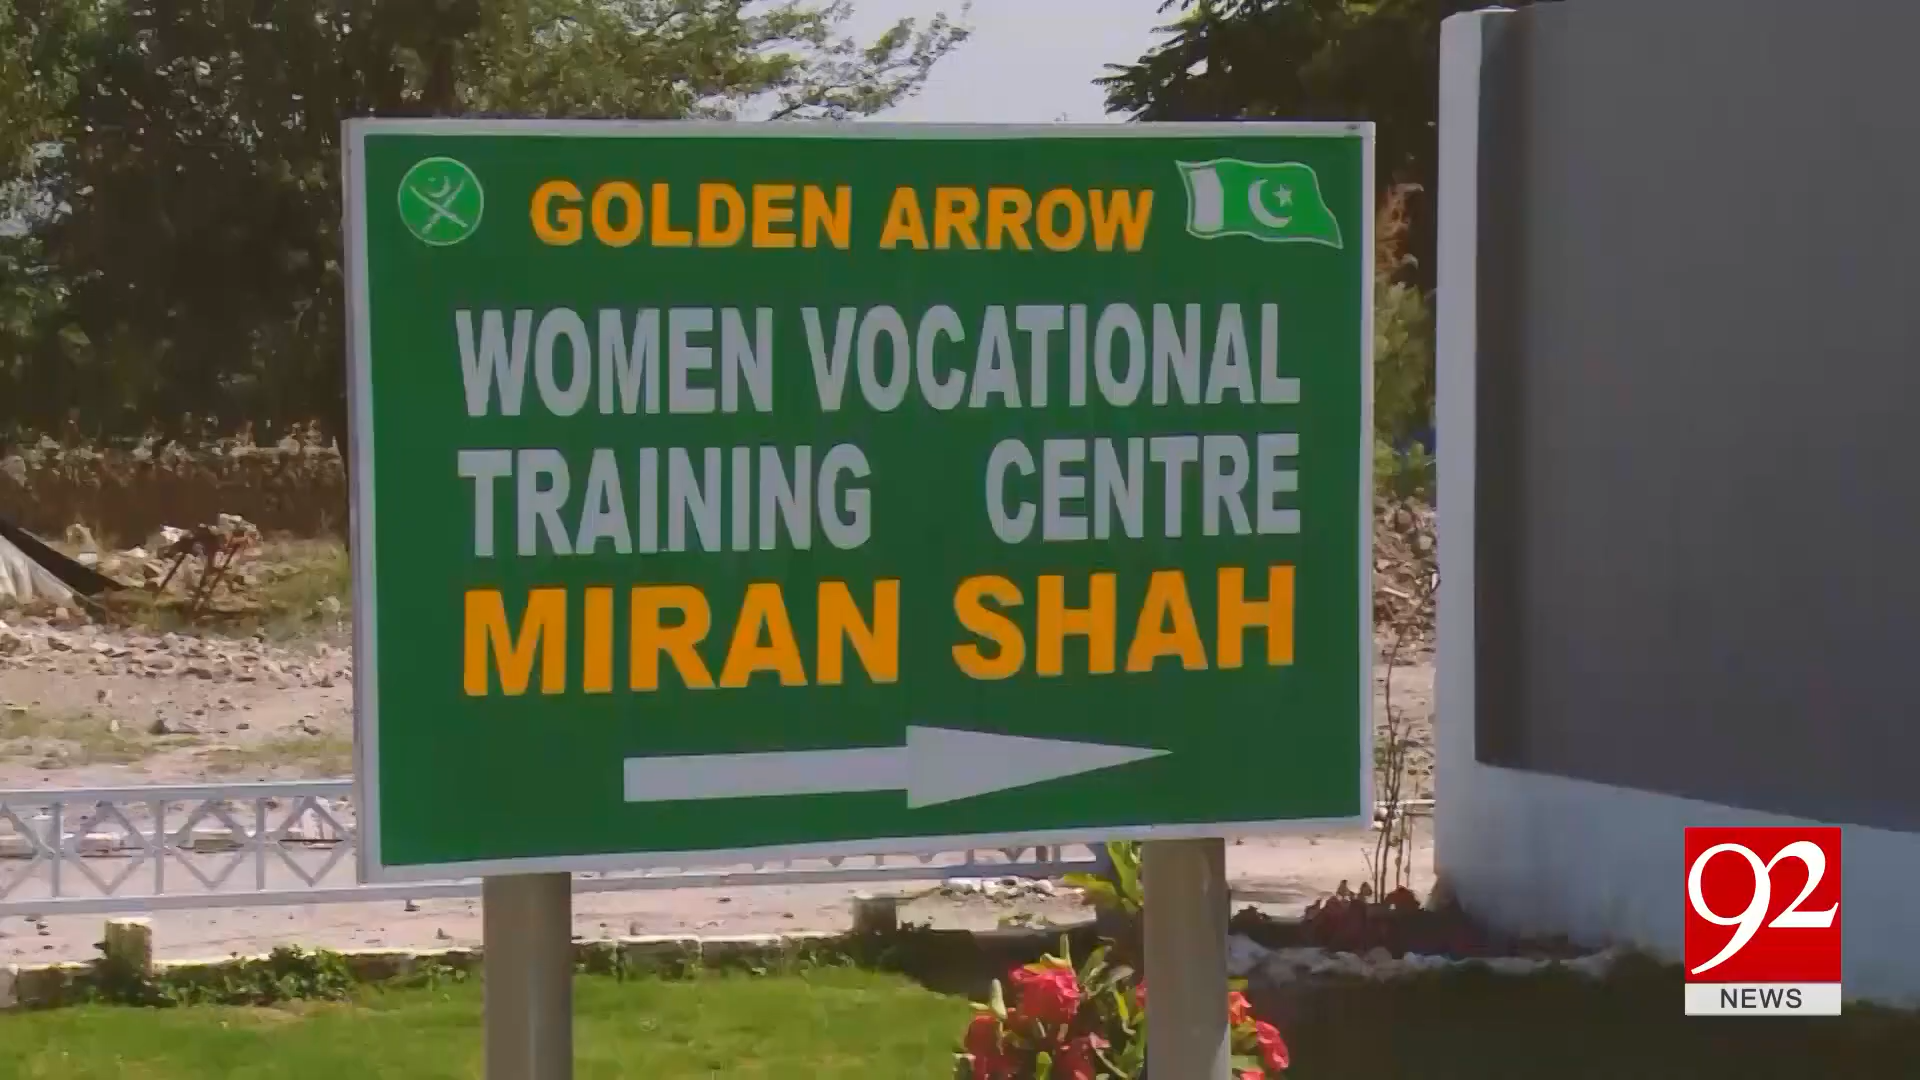 GOLDEN ARROW
WOMEN VOCATIONAL
TRAINING CENTRE
MIRAN SHAH
92
NEWS